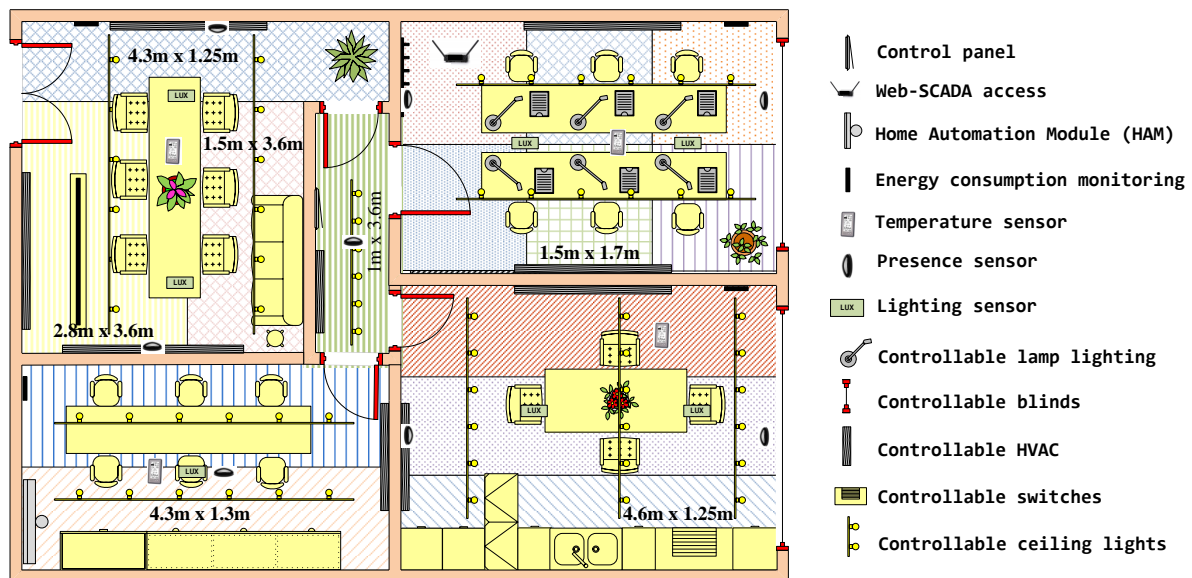 4.3m x 1.25m
LUX
1.5m x 3.6m
LUX
2.8m x 3.6m
1m x 3.6m
LUX
LUX
1.5m x 1.7m
LUX
LUX
4.6m x 1.25m
LUX
4.3m x 1.3m
Control panel
Web-SCADA access
Home Automation Module (HAM)
Energy consumption monitoring
Temperature sensor
Presence sensor
LUX
Lighting sensor
Controllable lamp lighting
Controllable blinds
Controllable HVAC
Controllable switches
Controllable ceiling lights